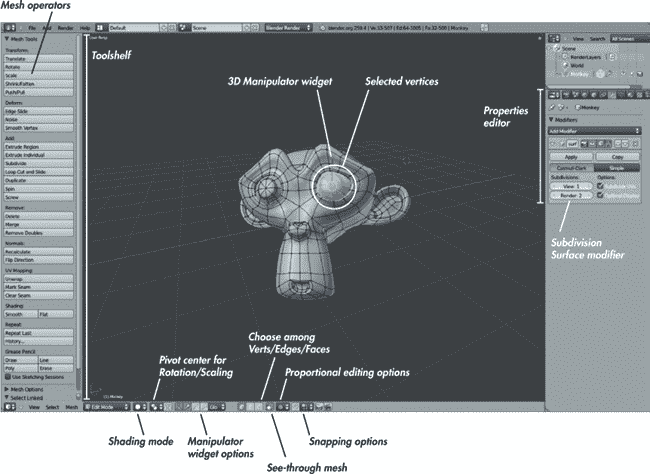 Mesh operators
File Add Render Help
Default
Scene
Blender Render
View Search All Scenes
Mesh Tools
Transform:
Translate
Rotate
Scale
Shrink/Fatten
Push/Pull
Deform:
Edge Slide
Noise
Smooth Vertex
Add:
Extrude Region
Extrude Individual
Subdivide
Loop Cut and Slide
Duplicate
Spin
Screw
Remove:
Delete
Merge
Remove Doubles
Normals:
Recalculate
Flip Direction
UV Mapping:
Unwrap
Mark Seam
Clear Seams
Shading:
Smooth Flat
Repeat:
Repeat Last
History...
Grease Pencil:
Draw Line
Poly Erase
Use Sketching Sessions
Mesh Options
Select Linked
View Select Mesh
Edit Mode
User Persp
Toolshelf
3D Manipulator widget
Selected vertices
Properties
editor
Scene
RenderLayers
World
Monkey
Monkey
Modifiers
Add Modifier
Apply Copy
Catmull-Clark Simple
Subdivisions: Options:
View: 1
Render: 2
Subdivision
Surface modifier
Choose among
Verts/Edges/Faces
Pivot center for
Rotation/Scaling
Proportional editing options
(1) Monkey
Shading mode
Manipulator
widget options
Snapping options
See-through mesh